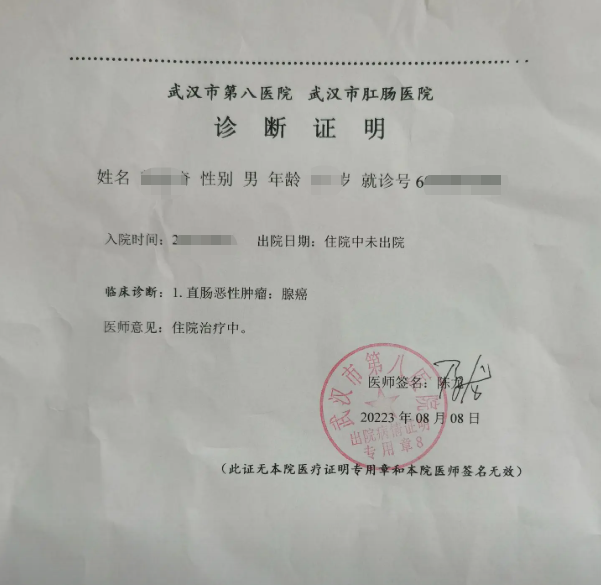 武汉市第八医院 武汉市肛肠医院
诊断证明
姓名 奇 性别 男 年龄 岁 就诊号 6
入院时间：2 出院日期：住院中未出院
临床诊断：1.直肠恶性肿瘤：腺癌
医师意见：住院治疗中。
医师签名：陈
20223 年 08 月 08 日
武汉市第八医院
出院病情证明
专用章8
（此证无本院医疗证明专用章和本院医师签名无效）